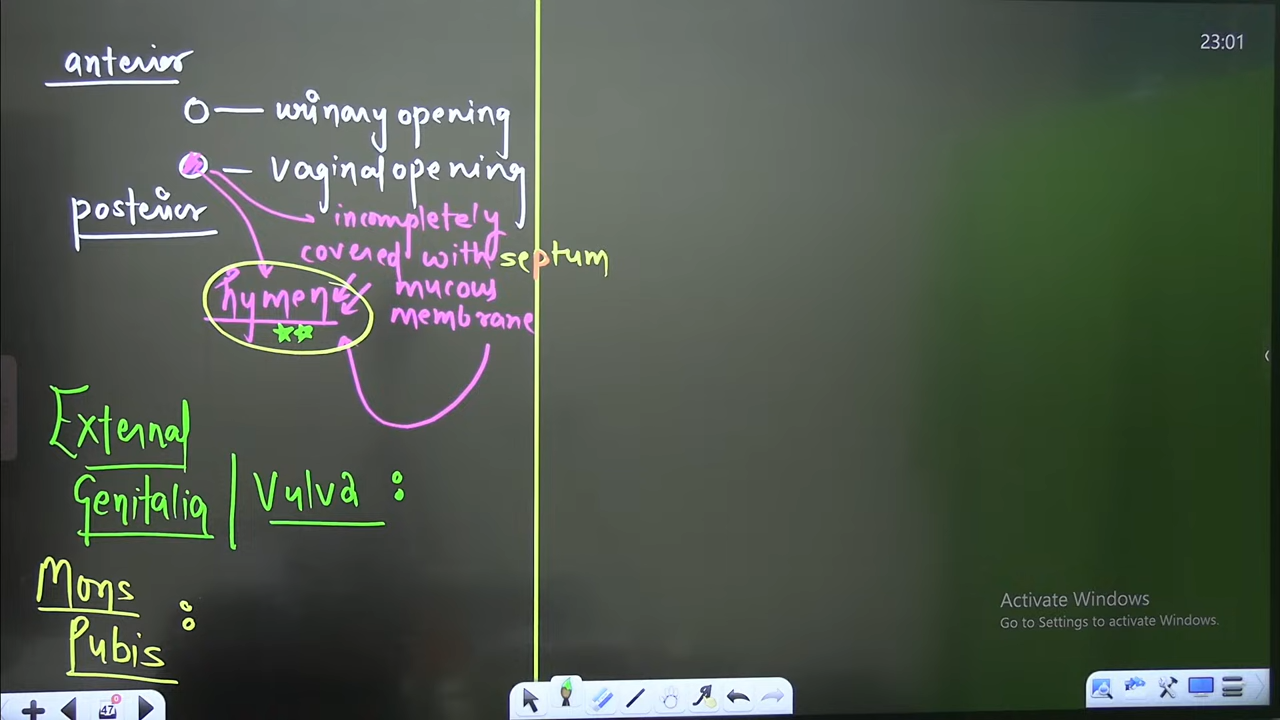 23:01
anterior
urinary opening
vaginal opening
posterior
incompletely
covered with septum
hymen
mucous
membrane
External
Genitalia | Vulva :
Mons
Pubis :
Activate Windows
Go to Settings to activate Windows.
47